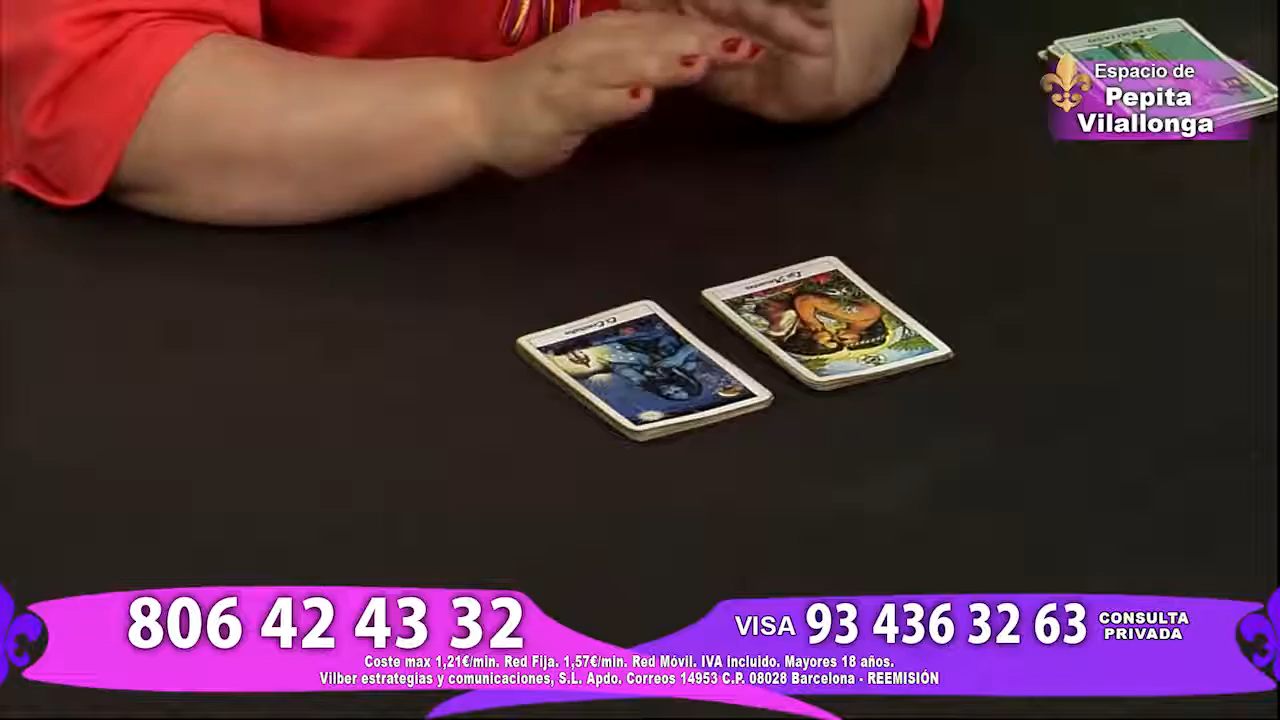 Espacio de
Pepita
Vilallonga
Los Amantes
806 42 43 32
VISA 93 436 32 63 CONSULTA PRIVADA
Coste max 1,21€/min. Red Fija. 1,57€/min. Red Móvil. IVA Incluido. Mayores 18 años.
Vilber estrategias y comunicaciones, S.L. Apdo. Correos 14953 C.P. 08028 Barcelona - REEMISIÓN